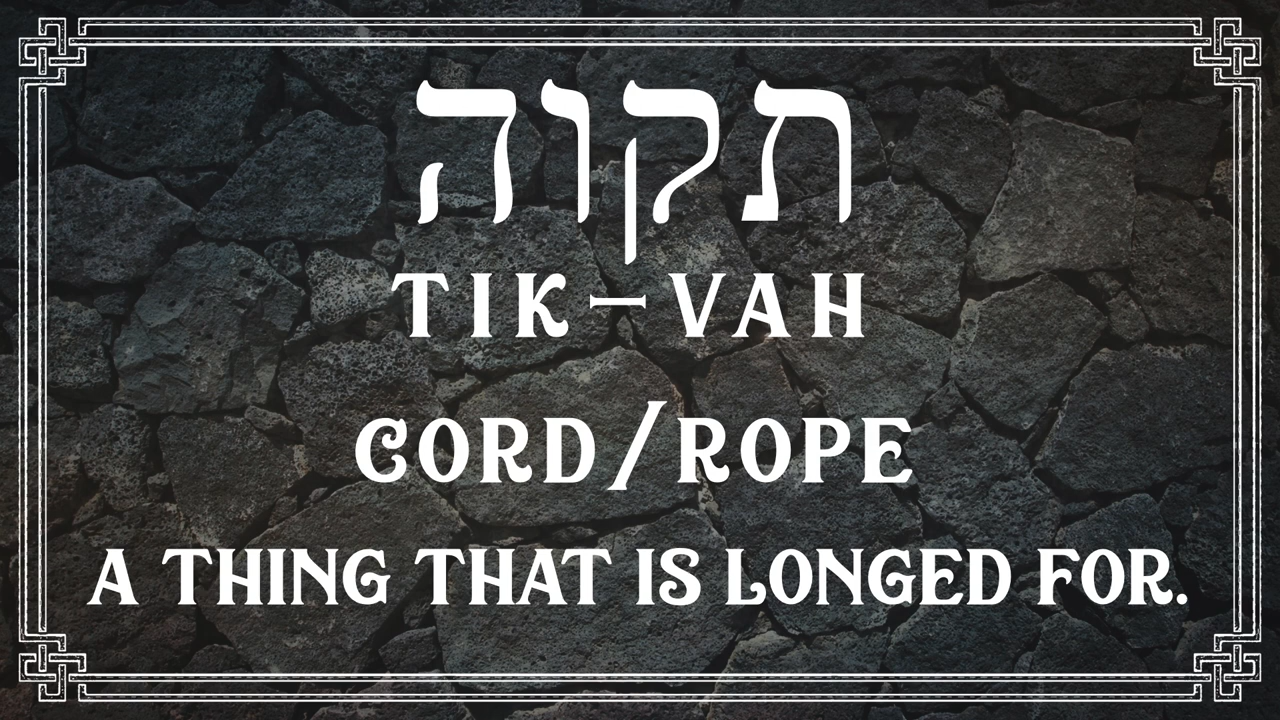 תקוה
TIK-VAH
CORD/ROPE
A THING THAT IS LONGED FOR.